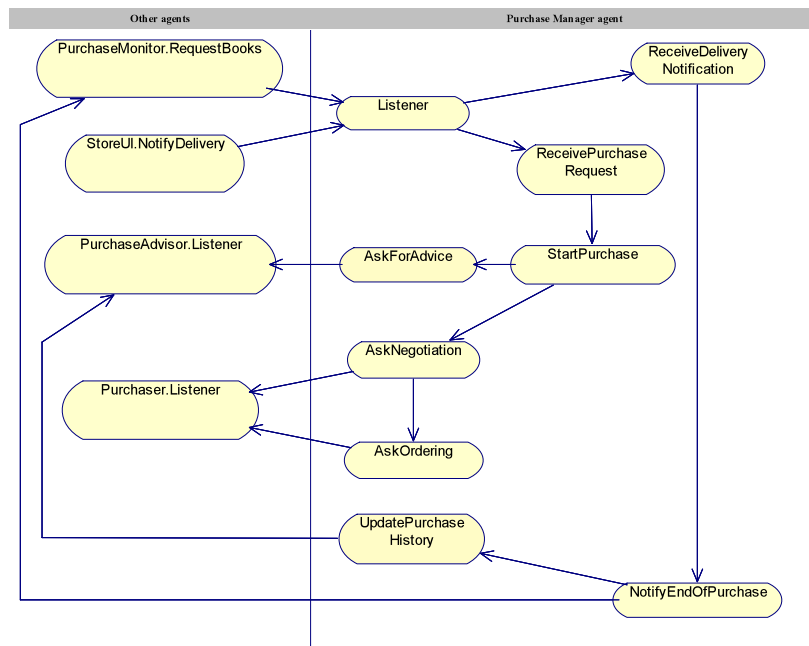 Other agents
Purchase Manager agent
PurchaseMonitor.RequestBooks
ReceiveDelivery
Notification
Listener
StoreUI.NotifyDelivery
ReceivePurchase
Request
PurchaseAdvisor.Listener
AskForAdvice
StartPurchase
AskNegotiation
Purchaser.Listener
AskOrdering
UpdatePurchase
History
NotifyEndOfPurchase